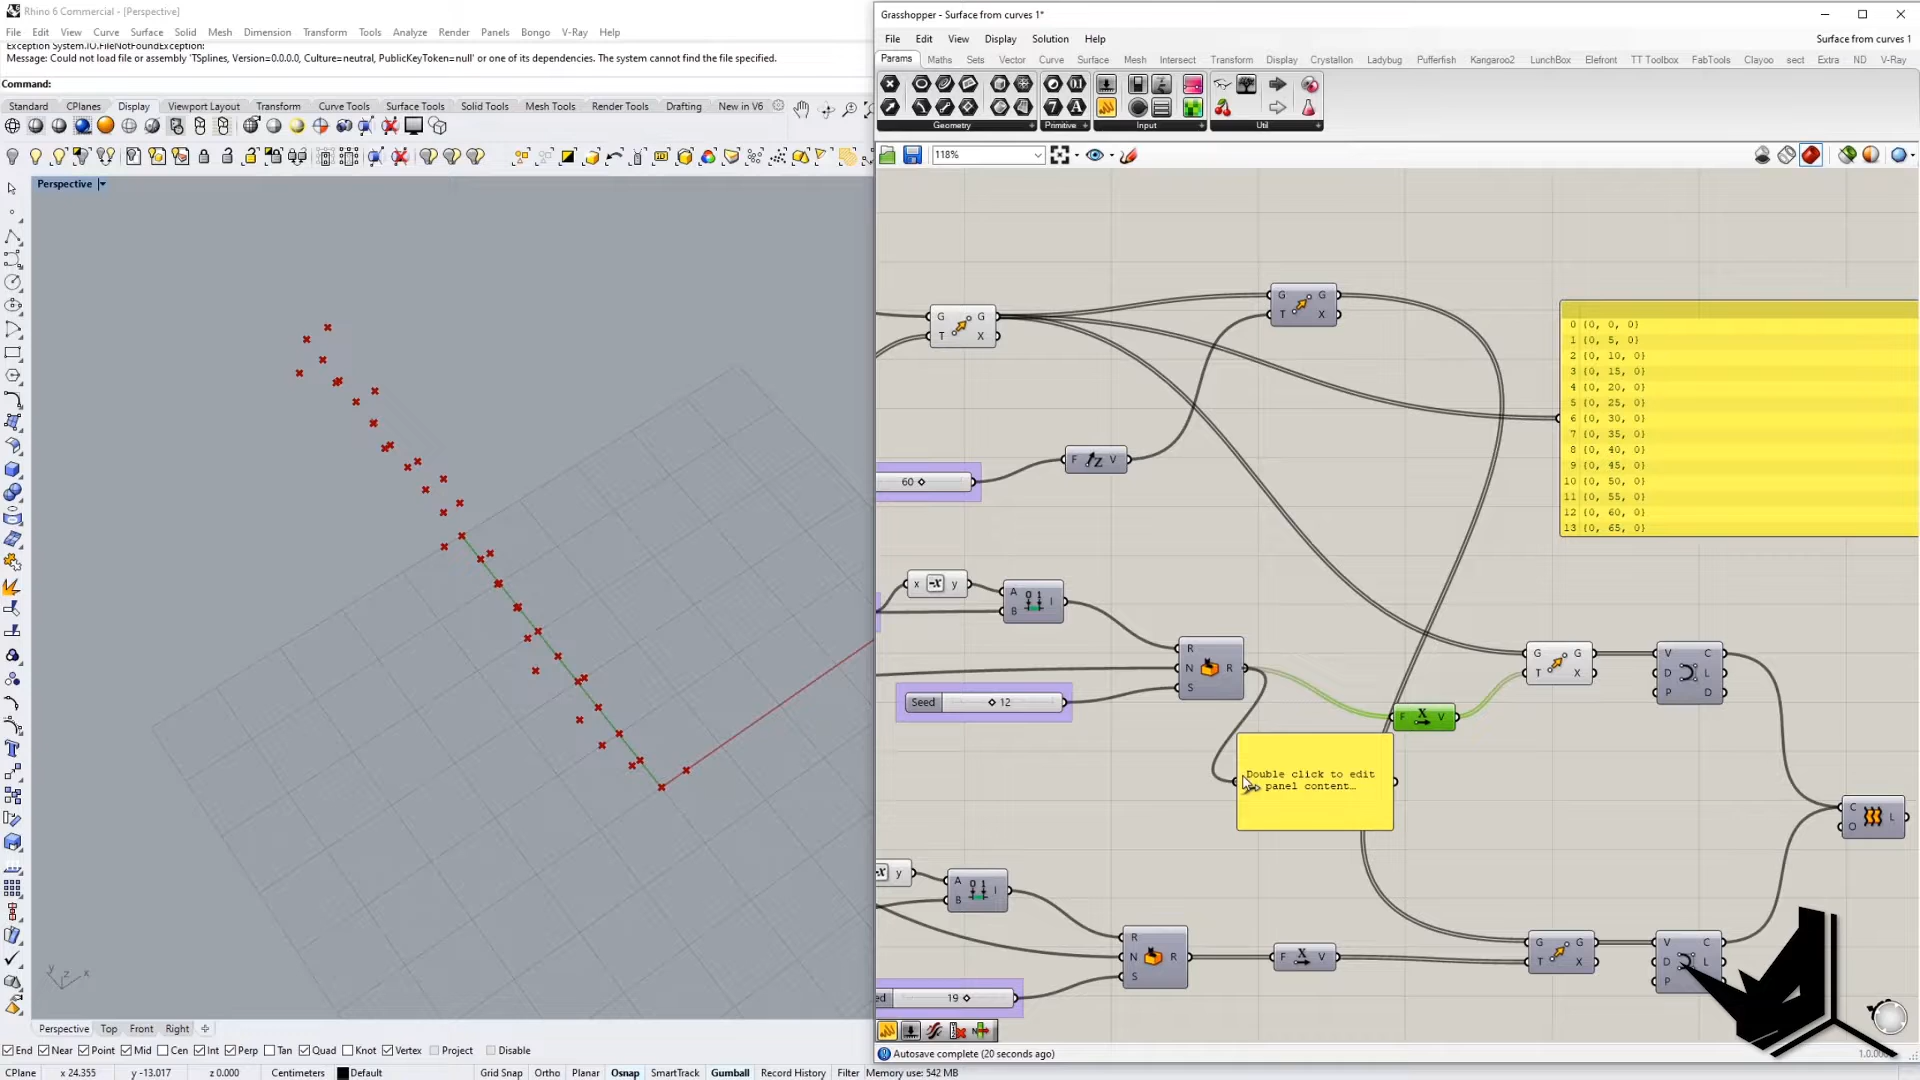 Rhino 6 Commercial - [Perspective]
File Edit View Curve Surface Solid Mesh Dimension Transform Tools Analyze Render Panels Bongo V-Ray Help
Exception System.IO.FileNotFoundException:
Message: Could not load file or assembly 'TSplines, Version=0.0.0.0, Culture=neutral, PublicKeyToken=null' or one of its dependencies. The system cannot find the file specified.
Command:
Standard CPlanes Display Viewport Layout Transform Curve Tools Surface Tools Solid Tools Mesh Tools Render Tools Drafting New in V6
Perspective
y z x
Perspective Top Front Right
End Near Point Mid Cen Int Perp Tan Quad Knot Vertex Project Disable
CPlane x 24.355 y -13.017 z 0.000 Centimeters Default Grid Snap Ortho Planar Osnap SmartTrack Gumball Record History Filter Memory use: 542 MB
Grasshopper - Surface from curves 1*
File Edit View Display Solution Help
Surface from curves 1
Params Maths Sets Vector Curve Surface Mesh Intersect Transform Display Crystallon Ladybug Pufferfish Kangaroo2 LunchBox Elefront TT Toolbox FabTools Clayoo sect Extra ND V-Ray
Geometry Primitive Input Util
118%
G G
T X
G G
T X
0 {0, 0, 0}
1 {0, 5, 0}
2 {0, 10, 0}
3 {0, 15, 0}
4 {0, 20, 0}
5 {0, 25, 0}
6 {0, 30, 0}
7 {0, 35, 0}
8 {0, 40, 0}
9 {0, 45, 0}
10 {0, 50, 0}
11 {0, 55, 0}
12 {0, 60, 0}
13 {0, 65, 0}
60
F Z V
x -x y
A 0 1 I
B
R
N R
S
Seed 12
F X V
G G
T X
V C
D L
P D
Double click to edit
panel content…
C L
O
-x y
A 0 1 I
B
R
N R
S
ed 19
F X V
G G
T X
V C
D L
P
Autosave complete (20 seconds ago)